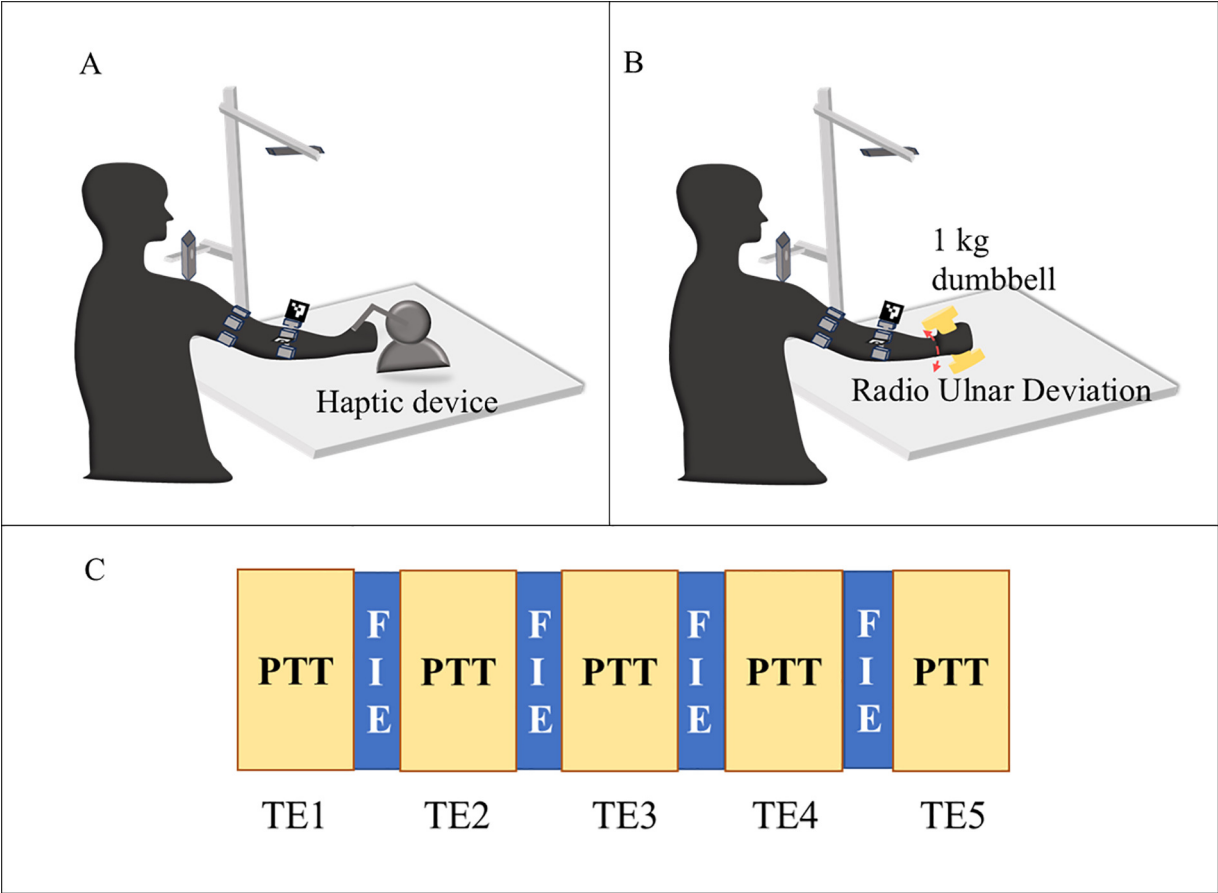 A
Haptic device
B
1 kg
dumbbell
Radio Ulnar Deviation
C
PTT
F
I
E
PTT
F
I
E
PTT
F
I
E
PTT
F
I
E
PTT
TE1
TE2
TE3
TE4
TE5